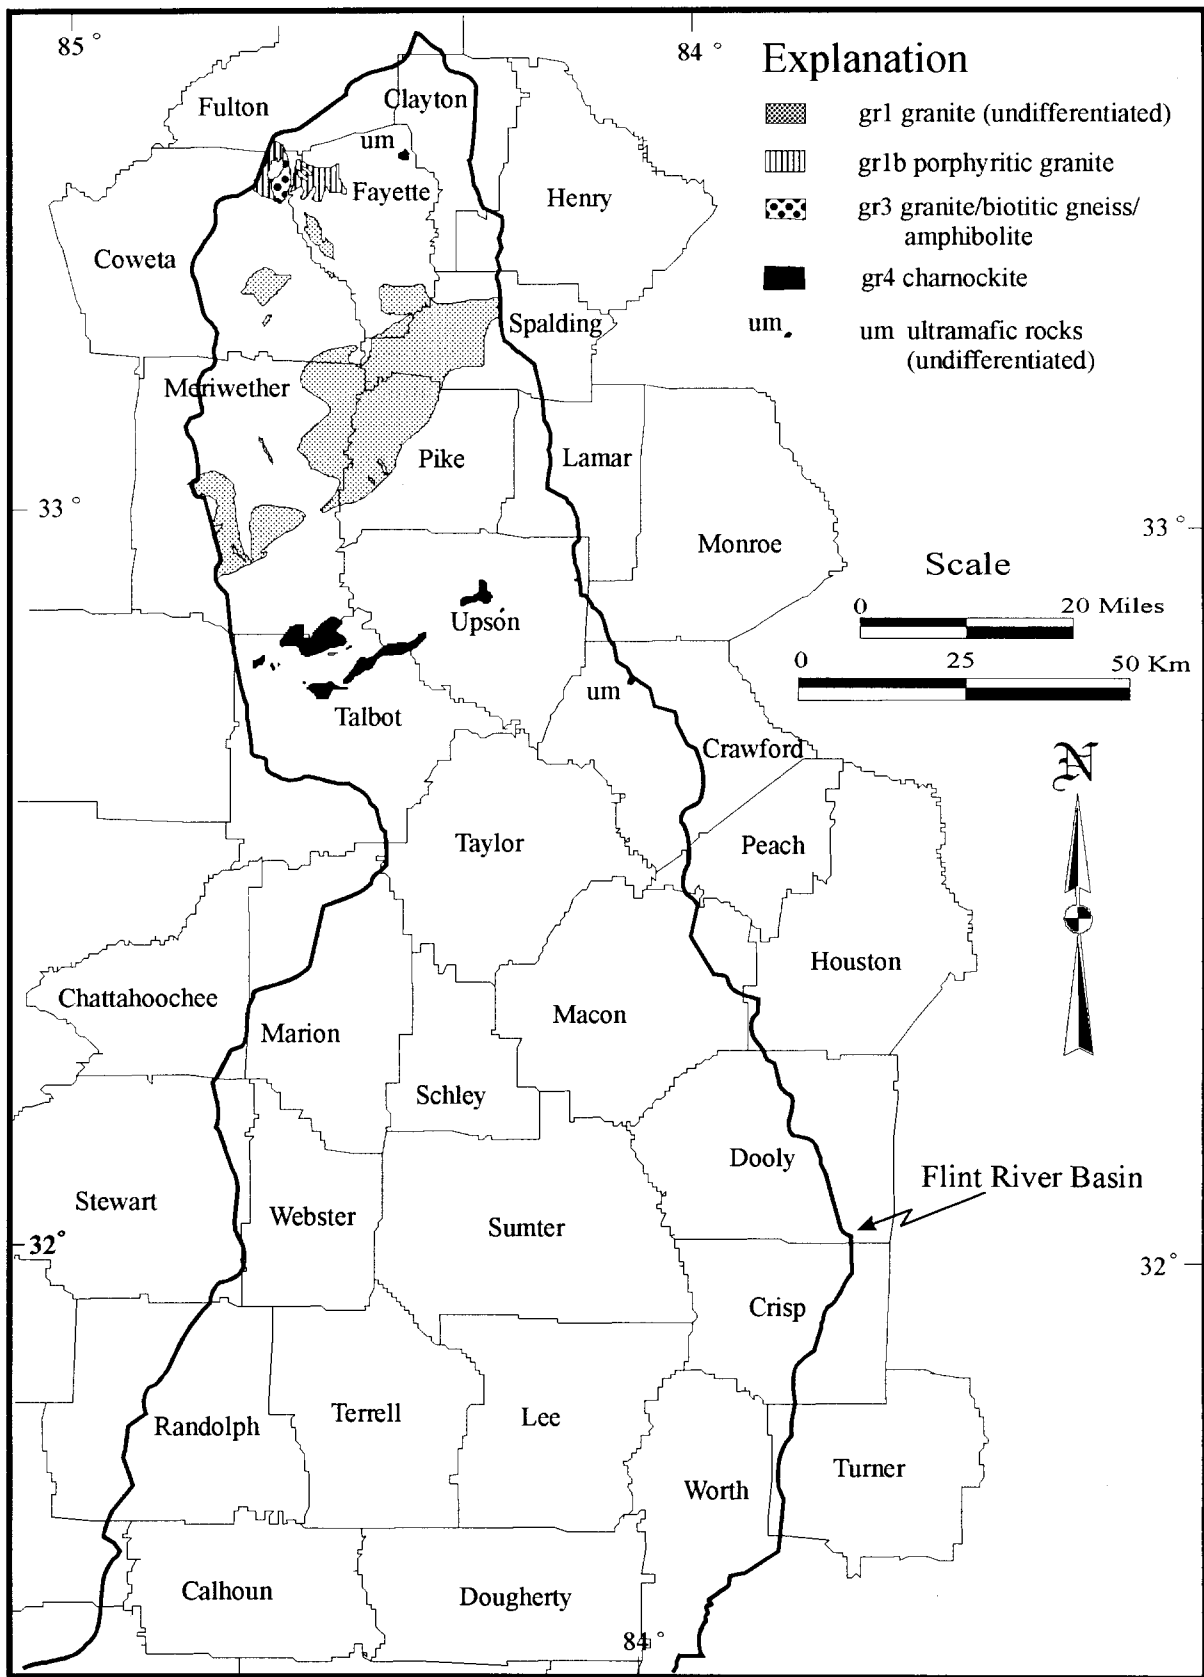 85 °
84 °
Explanation
gr1 granite (undifferentiated)
gr1b porphyritic granite
gr3 granite/biotitic gneiss/
amphibolite
gr4 charnockite
um
um ultramafic rocks
(undifferentiated)
Fulton
Clayton
um
Fayette
Henry
Coweta
Spalding
Meriwether
Pike
Lamar
33 °
33 °
Monroe
Scale
0 20 Miles
0 25 50 Km
Upson
um
Talbot
Crawford
N
Taylor
Peach
Houston
Chattahoochee
Marion
Macon
Schley
Dooly
Flint River Basin
Stewart
Webster
Sumter
32°
32°
Crisp
Randolph
Terrell
Lee
Turner
Worth
Calhoun
Dougherty
84 °